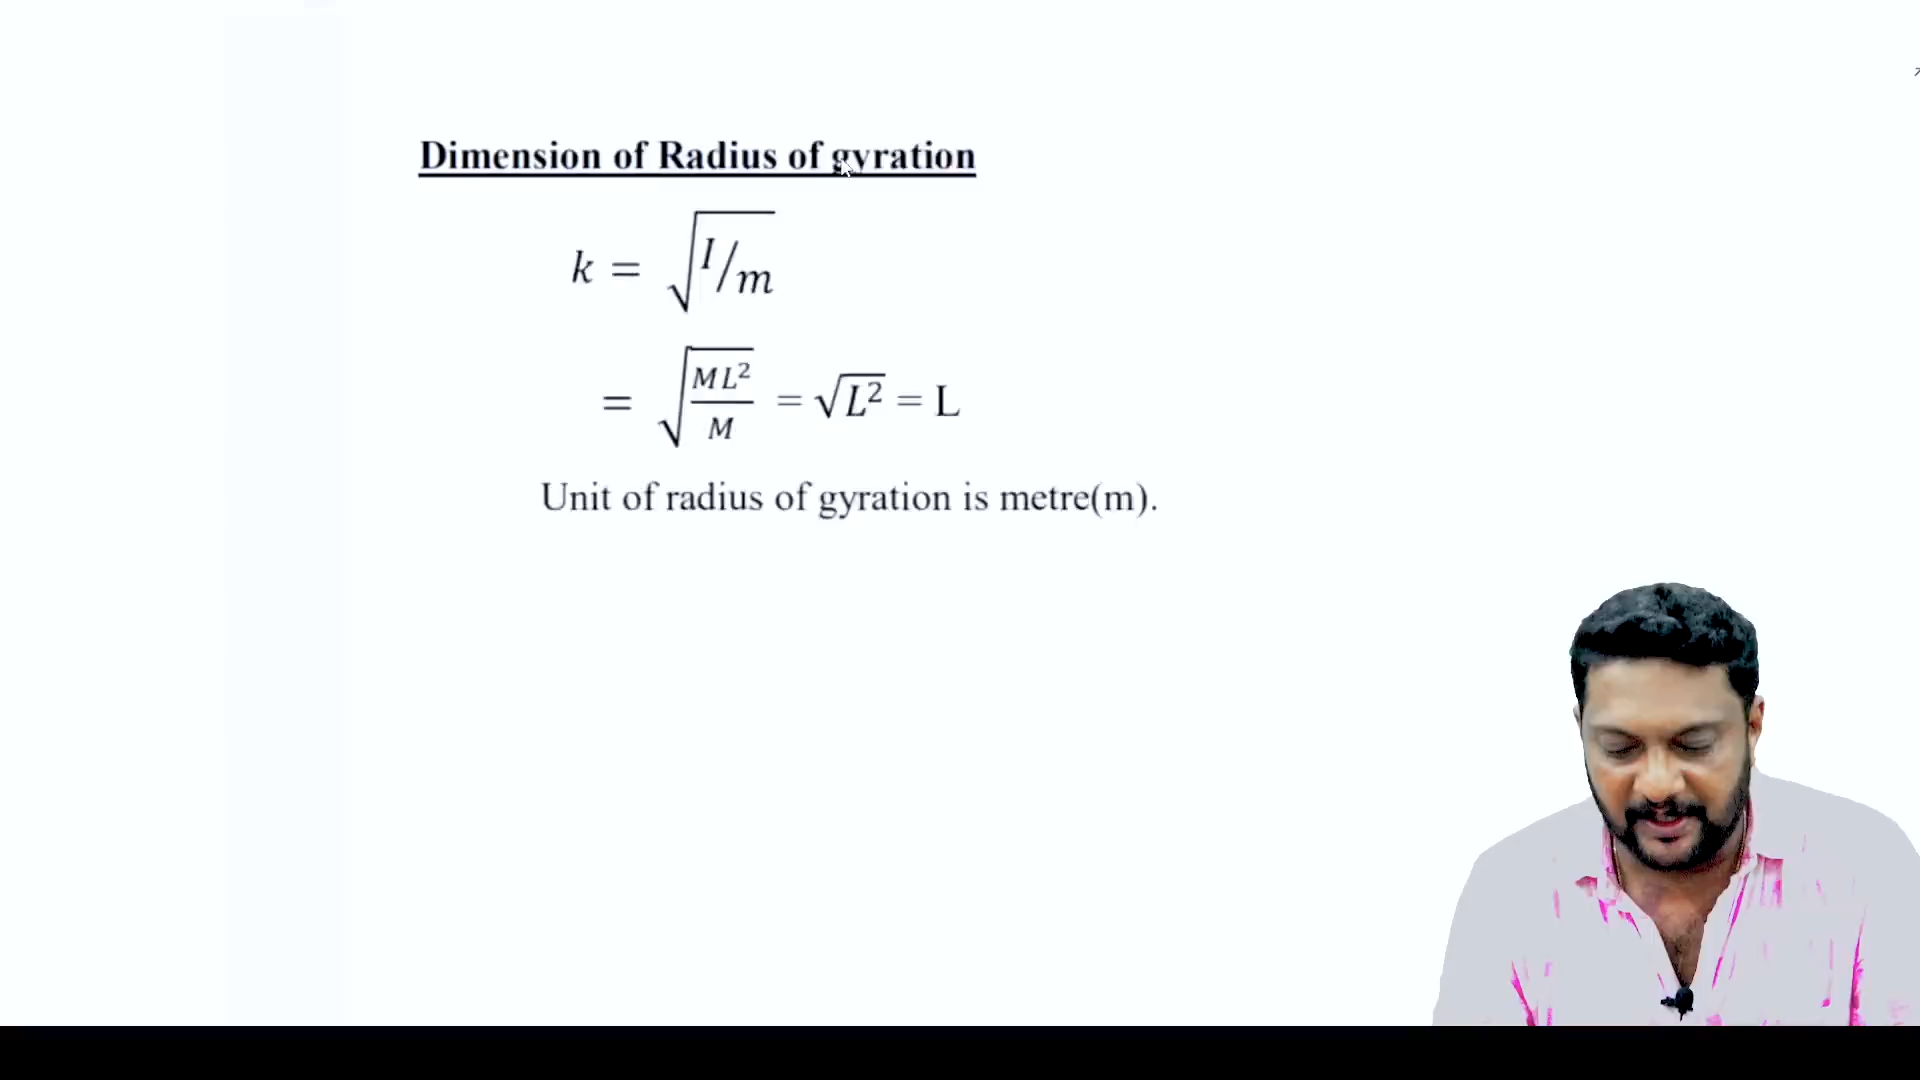 Dimension of Radius of gyration
k = √I/m
= √ML²/M = √L² = L
Unit of radius of gyration is metre(m).